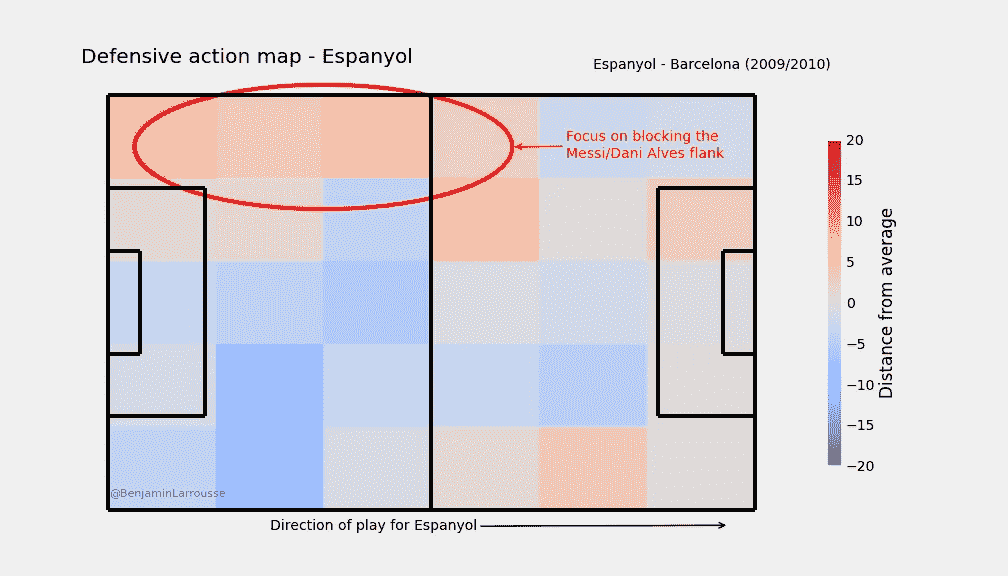 Defensive action map - Espanyol
Espanyol - Barcelona (2009/2010)
Focus on blocking the
Messi/Dani Alves flank
20
15
10
5
0
−5
−10
−15
−20
Distance from average
@BenjaminLarrousse
Direction of play for Espanyol